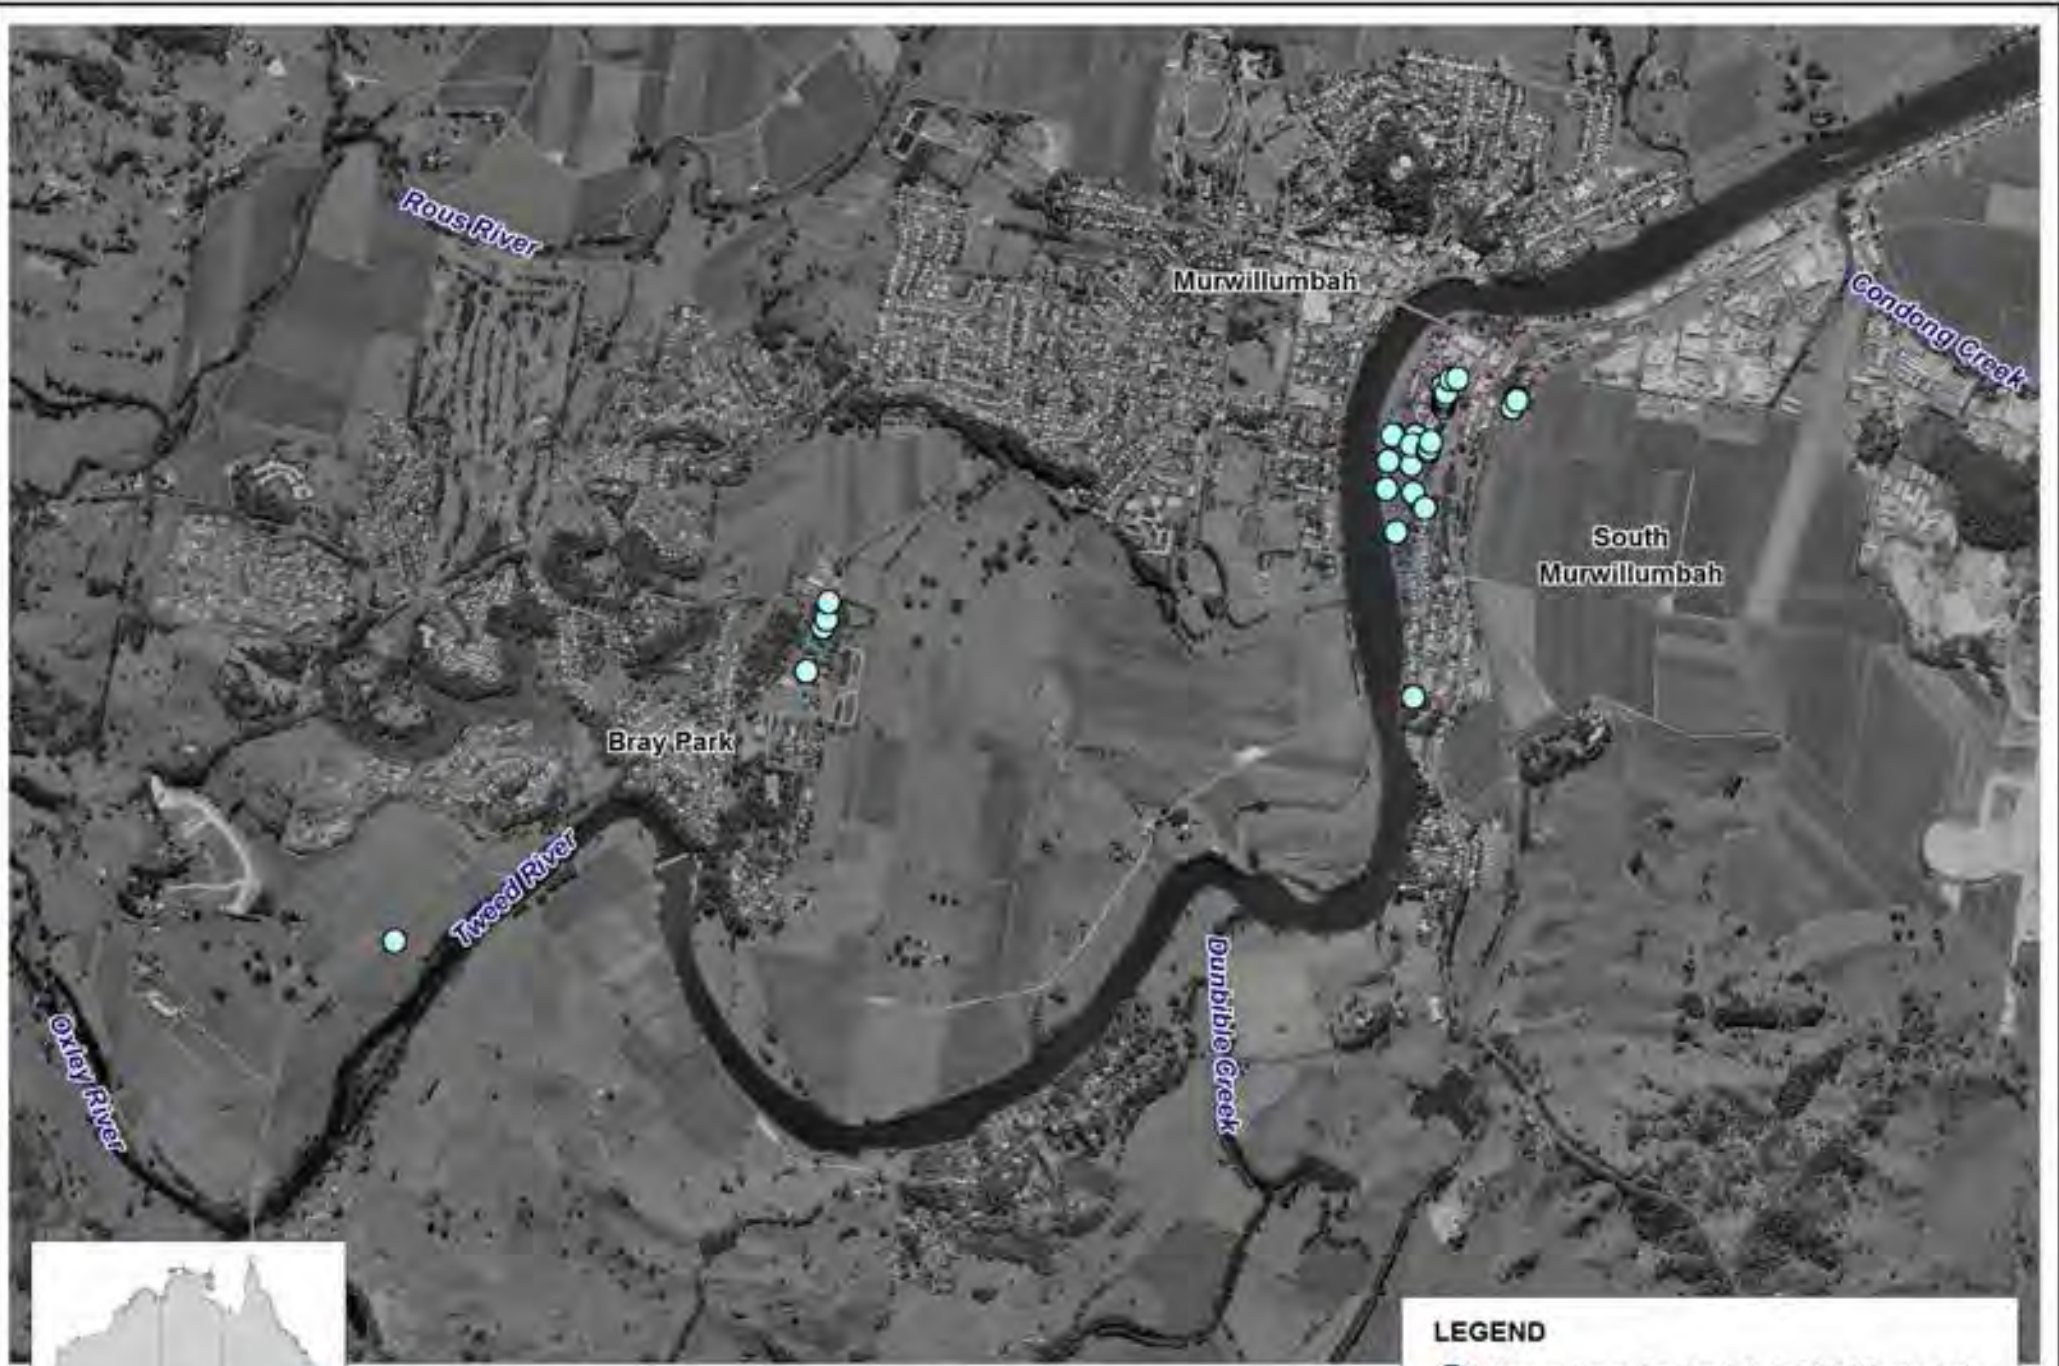 Rous River
Murwillumbah
Condong Creek
South
Murwillumbah
Bray Park
Tweed River
Dunbible Creek
Oxley River
LEGEND